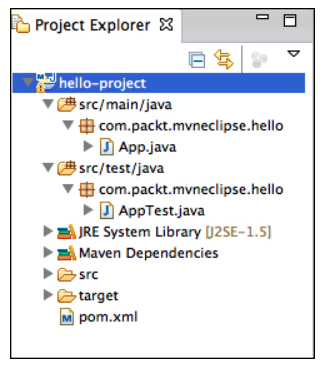 Project Explorer
hello-project
src/main/java
com.packt.mvneclipse.hello
App.java
src/test/java
com.packt.mvneclipse.hello
AppTest.java
JRE System Library [J2SE-1.5]
Maven Dependencies
src
target
pom.xml